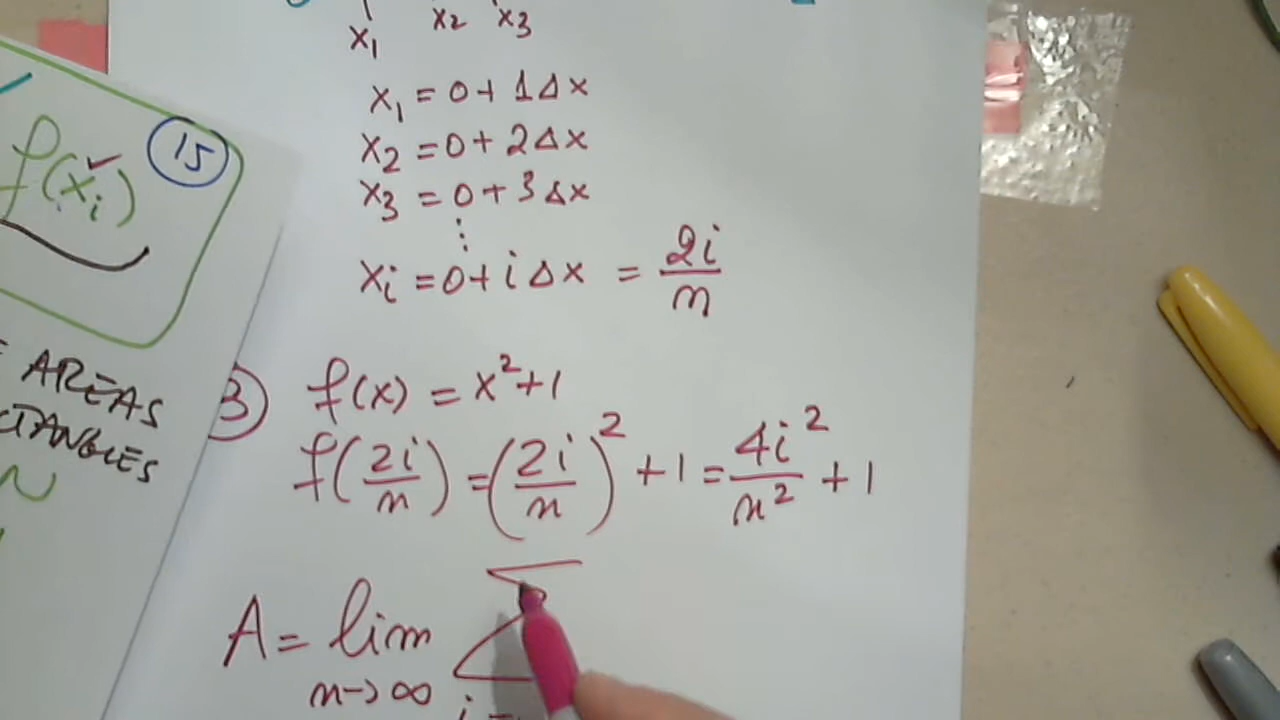 x₁ x₂ x₃
x₁ = 0 + 1Δx
x₂ = 0 + 2Δx
x₃ = 0 + 3Δx
⋮
xᵢ = 0 + iΔx = 2i/n
15
f(xᵢ)
AREAS
3 f(x) = x² + 1
f(2i/n) = (2i/n)² + 1 = 4i²/n² + 1
A = lim n→∞ Σ i =